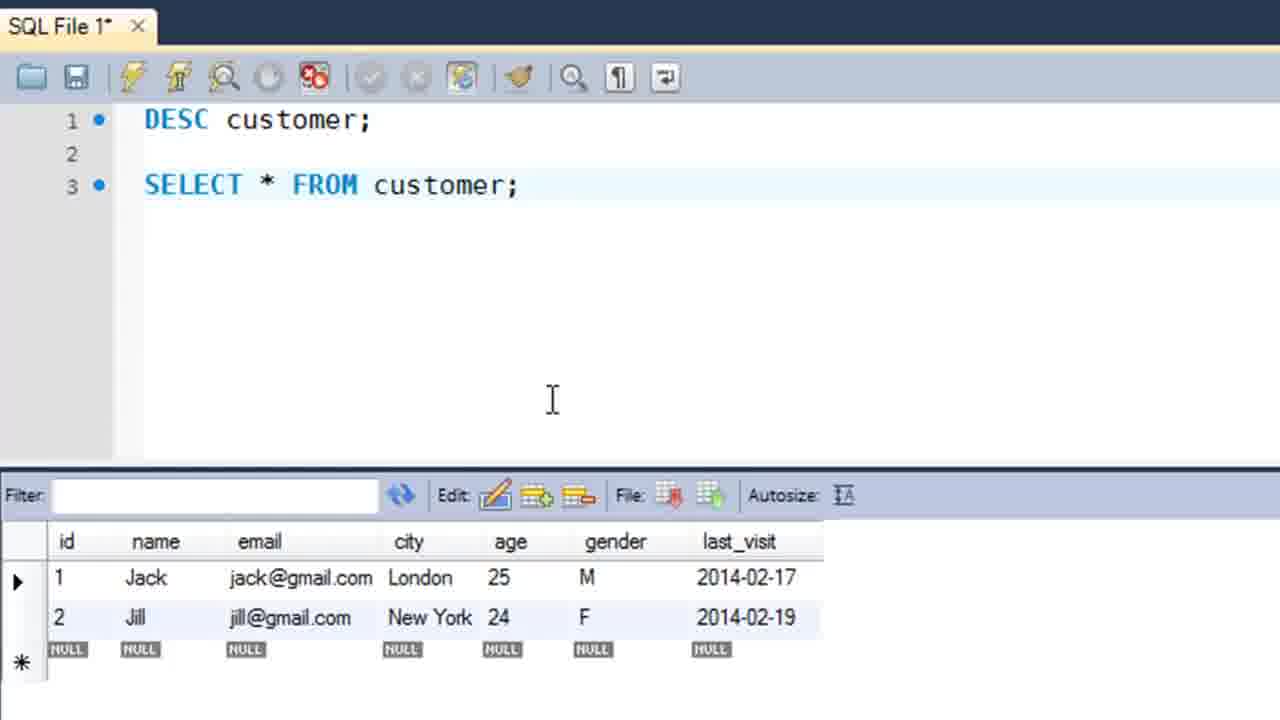 SQL File 1*
1 DESC customer;
2
3 SELECT * FROM customer;
Filter: Edit: File: Autosize:
id name email city age gender last_visit
1 Jack jack@gmail.com London 25 M 2014-02-17
2 Jill jill@gmail.com New York 24 F 2014-02-19
NULL NULL NULL NULL NULL NULL NULL